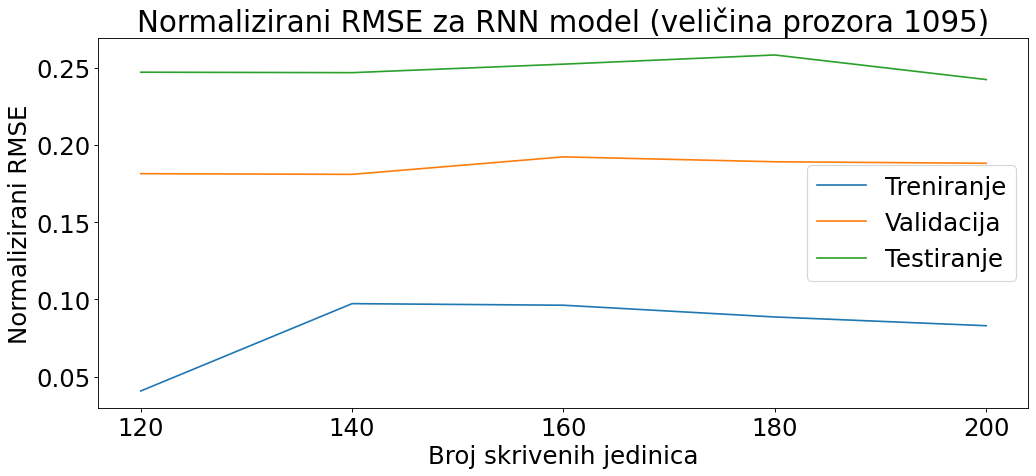 Normalizirani RMSE za RNN model (veličina prozora 1095)
Normalizirani RMSE
0.25
0.20
0.15
0.10
0.05
Treniranje
Validacija
Testiranje
120 140 160 180 200
Broj skrivenih jedinica